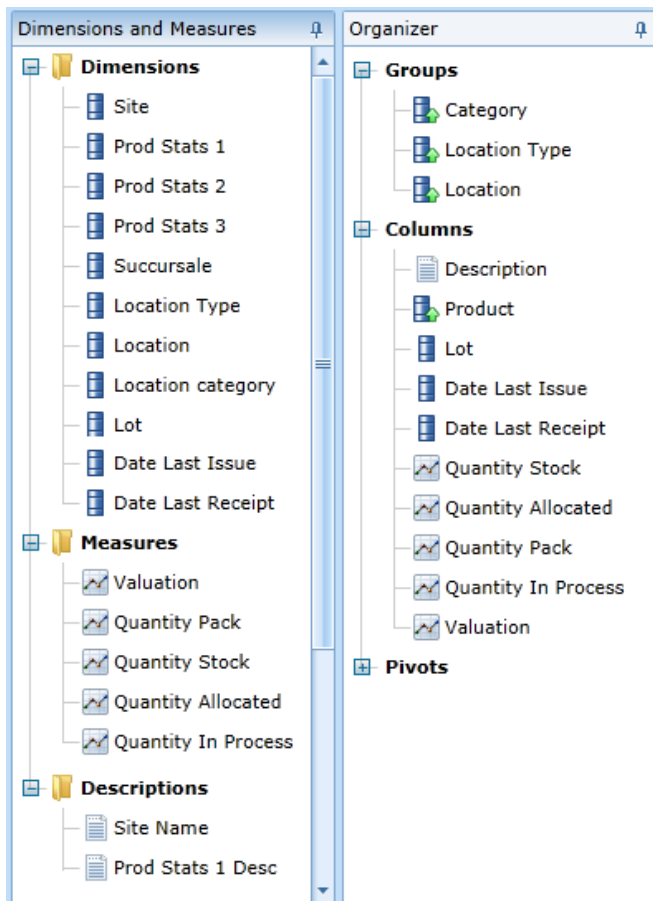 Dimensions and Measures
Dimensions
Site
Prod Stats 1
Prod Stats 2
Prod Stats 3
Succursale
Location Type
Location
Location category
Lot
Date Last Issue
Date Last Receipt
Measures
Valuation
Quantity Pack
Quantity Stock
Quantity Allocated
Quantity In Process
Descriptions
Site Name
Prod Stats 1 Desc
Organizer
Groups
Category
Location Type
Location
Columns
Description
Product
Lot
Date Last Issue
Date Last Receipt
Quantity Stock
Quantity Allocated
Quantity Pack
Quantity In Process
Valuation
Pivots